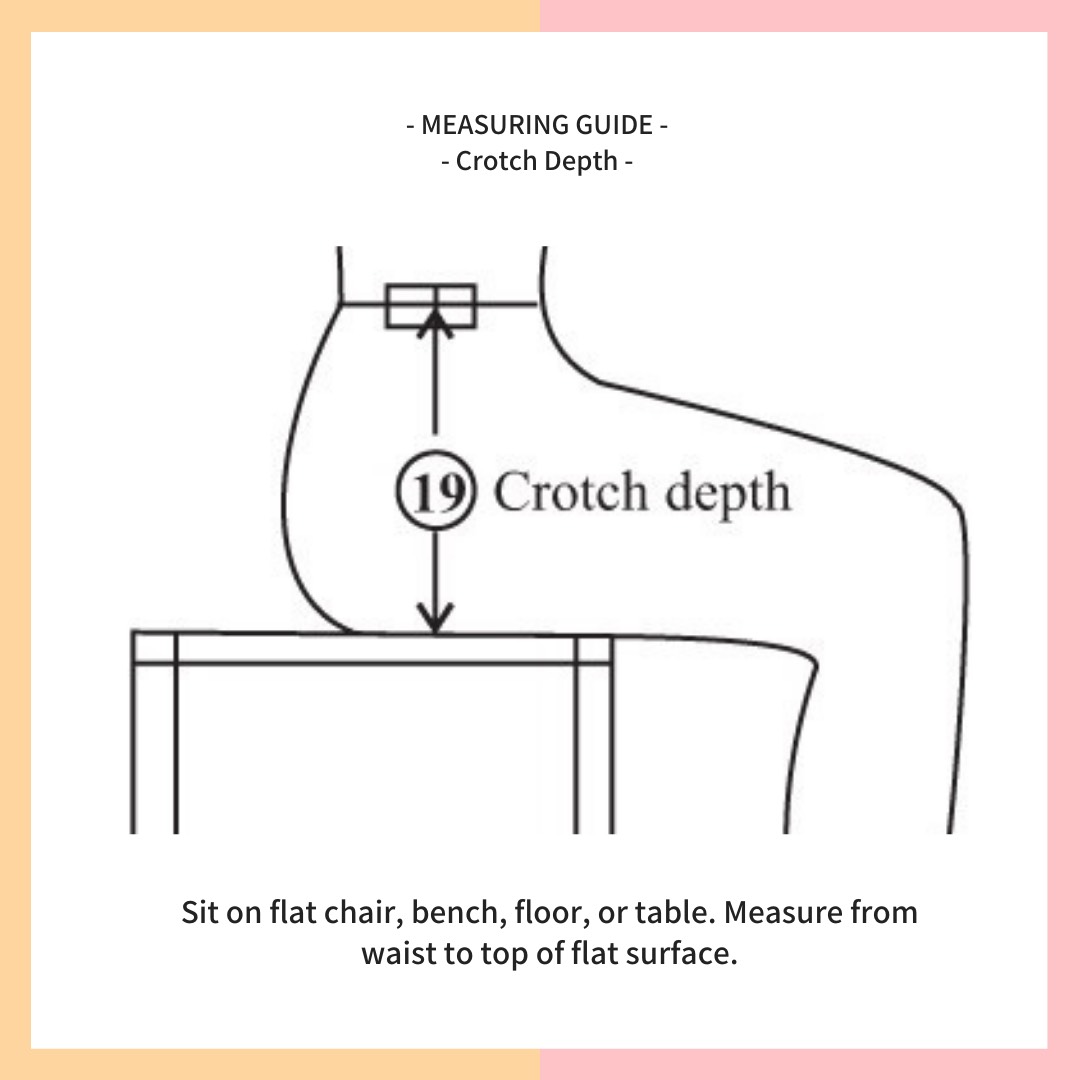 - MEASURING GUIDE -
- Crotch Depth -
19 Crotch depth
Sit on flat chair, bench, floor, or table. Measure from
waist to top of flat surface.